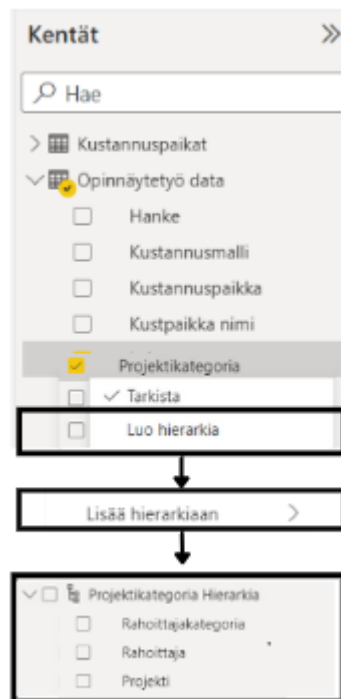 Kentät
Hae
Kustannuspaikat
Opinnäytetyö data
Hanke
Kustannusmalli
Kustannuspaikka
Kustpaikka nimi
Projektikategoria
Tarkista
Luo hierarkia
Lisää hierarkiaan
Projektikategoria Hierarkia
Rahoittajakategoria
Rahoittaja
Projekti